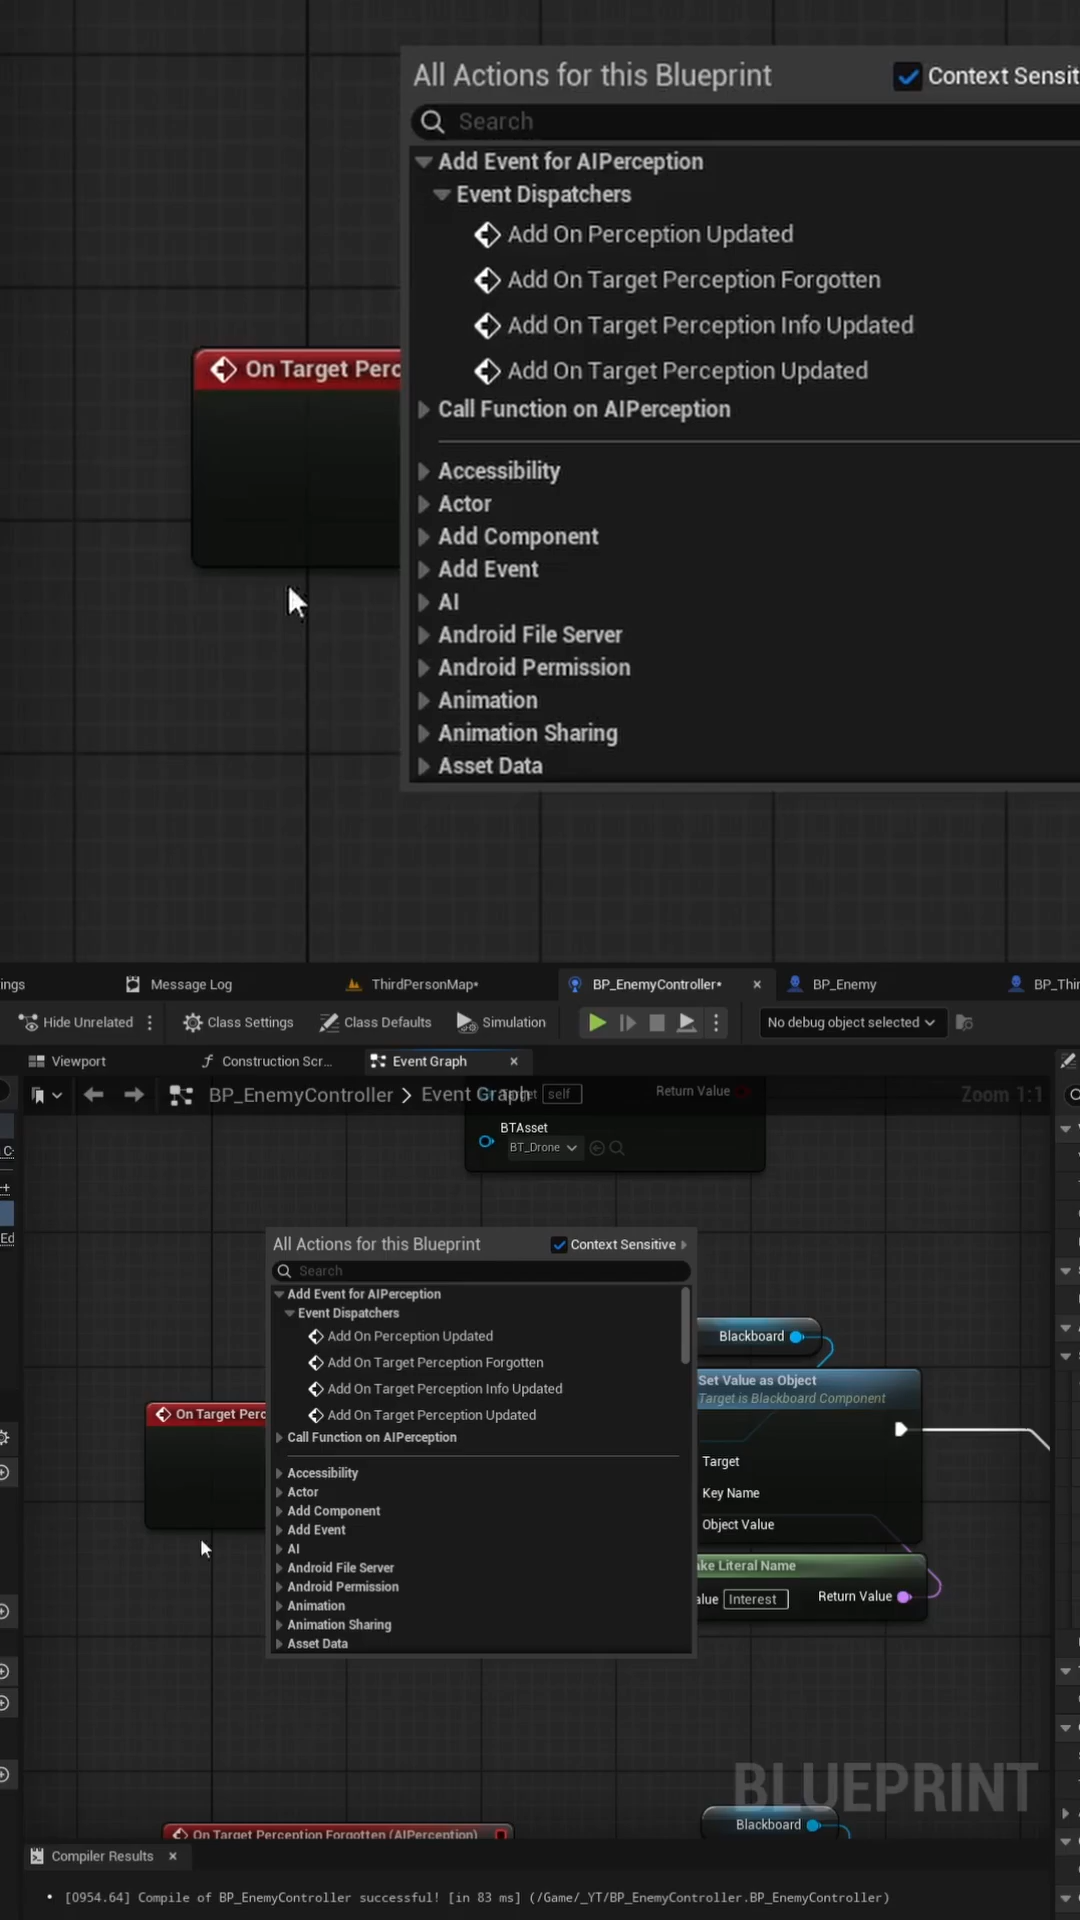 All Actions for this Blueprint
Context Sensit
Search
Add Event for AIPerception
Event Dispatchers
Add On Perception Updated
Add On Target Perception Forgotten
Add On Target Perception Info Updated
Add On Target Perception Updated
Call Function on AIPerception
Accessibility
Actor
Add Component
Add Event
AI
Android File Server
Android Permission
Animation
Animation Sharing
Asset Data
On Target Perc
ings
Message Log
ThirdPersonMap*
BP_EnemyController*
BP_Enemy
BP_Thir
Hide Unrelated
Class Settings
Class Defaults
Simulation
No debug object selected
Viewport
Construction Scr...
Event Graph
BP_EnemyController > Event Graph
Zoom 1:1
Target self
Return Value
BTAsset
BT_Drone
All Actions for this Blueprint
Context Sensitive
Search
Add Event for AIPerception
Event Dispatchers
Add On Perception Updated
Add On Target Perception Forgotten
Add On Target Perception Info Updated
Add On Target Perception Updated
Call Function on AIPerception
Accessibility
Actor
Add Component
Add Event
AI
Android File Server
Android Permission
Animation
Animation Sharing
Asset Data
On Target Perc
Blackboard
Set Value as Object
Target is Blackboard Component
Target
Key Name
Object Value
ake Literal Name
alue Interest
Return Value
BLUEPRINT
On Target Perception Forgotten (AIPerception)
Blackboard
Ed
Compiler Results
• [0954.64] Compile of BP_EnemyController successful! [in 83 ms] (/Game/_YT/BP_EnemyController.BP_EnemyController)